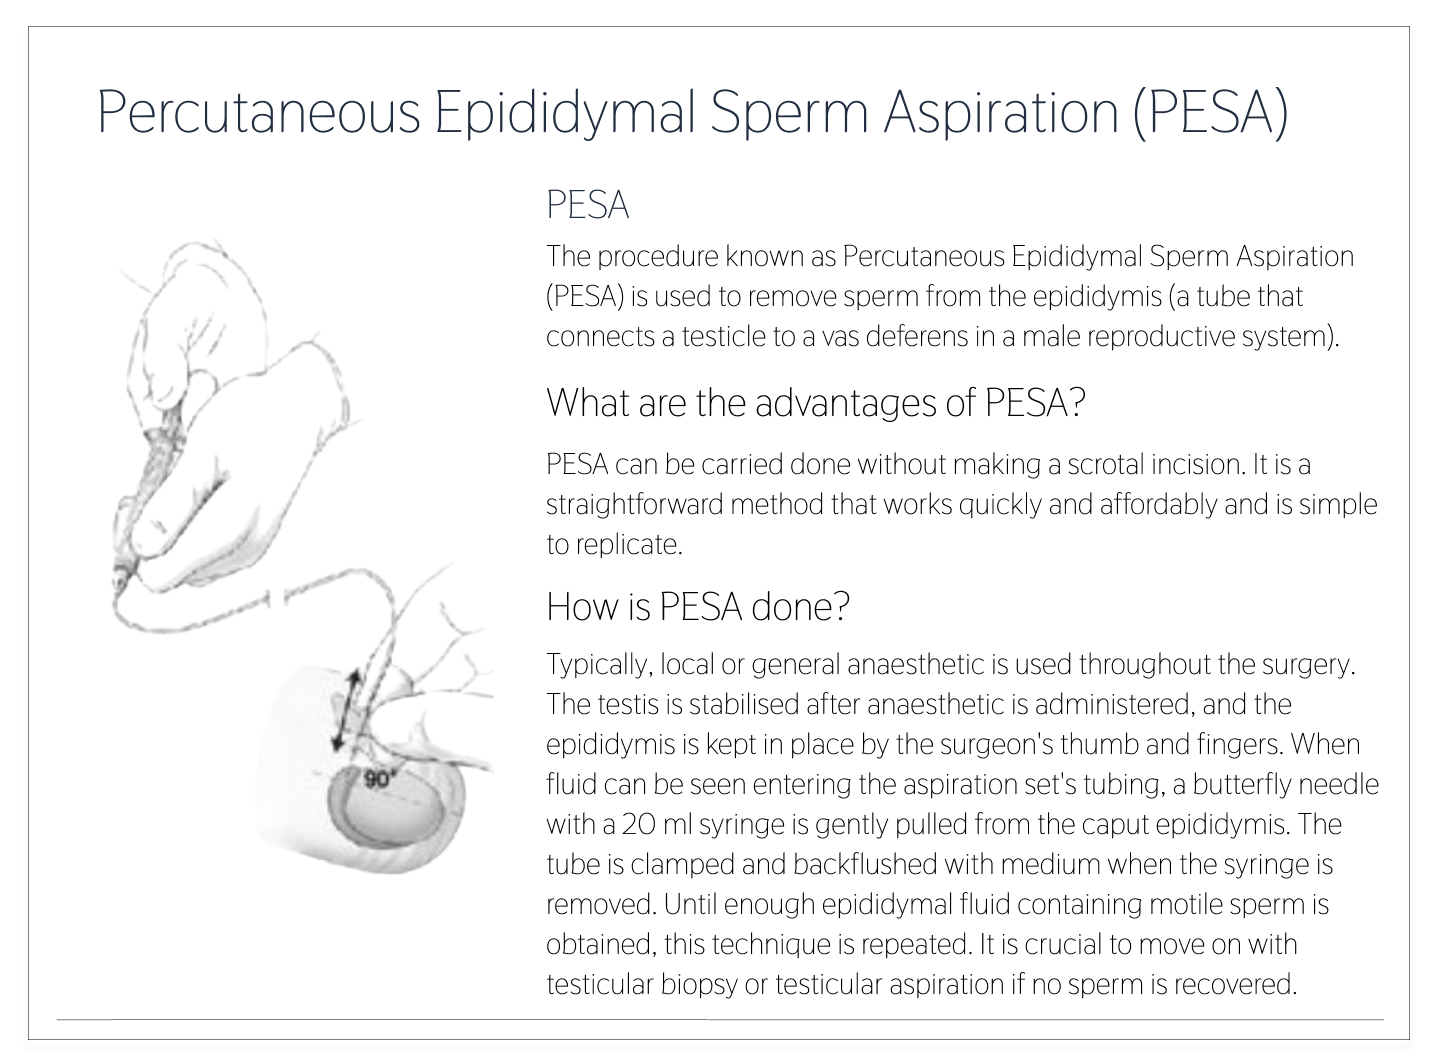 Percutaneous Epididymal Sperm Aspiration (PESA)
PESA
The procedure known as Percutaneous Epididymal Sperm Aspiration
(PESA) is used to remove sperm from the epididymis (a tube that
connects a testicle to a vas deferens in a male reproductive system).
What are the advantages of PESA?
PESA can be carried done without making a scrotal incision. It is a
straightforward method that works quickly and affordably and is simple
to replicate.
How is PESA done?
Typically, local or general anaesthetic is used throughout the surgery.
The testis is stabilised after anaesthetic is administered, and the
epididymis is kept in place by the surgeon's thumb and fingers. When
fluid can be seen entering the aspiration set's tubing, a butterfly needle
with a 20 ml syringe is gently pulled from the caput epididymis. The
tube is clamped and backflushed with medium when the syringe is
removed. Until enough epididymal fluid containing motile sperm is
obtained, this technique is repeated. It is crucial to move on with
testicular biopsy or testicular aspiration if no sperm is recovered.
90°